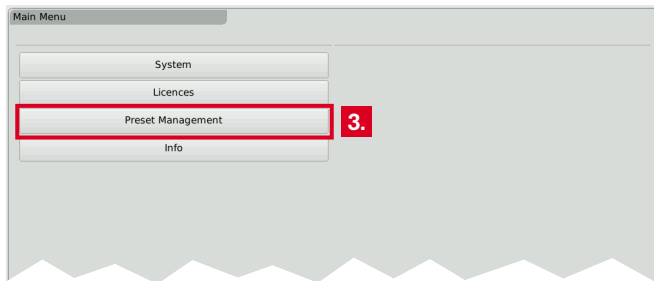 Main Menu
System
Licences
Preset Management
3.
Info